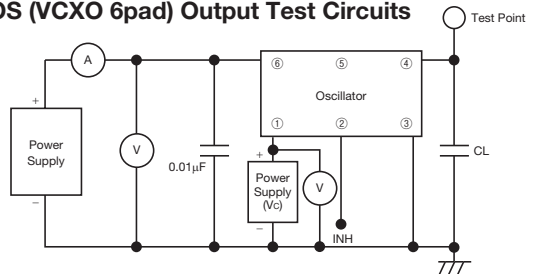 OS (VCXO 6pad) Output Test Circuits
Test Point
A
⑥ ⑤ ④
Oscillator
① ② ③
+
Power
Supply
−
V
0.01μF
+
Power
Supply
(Vc)
−
V
INH
CL